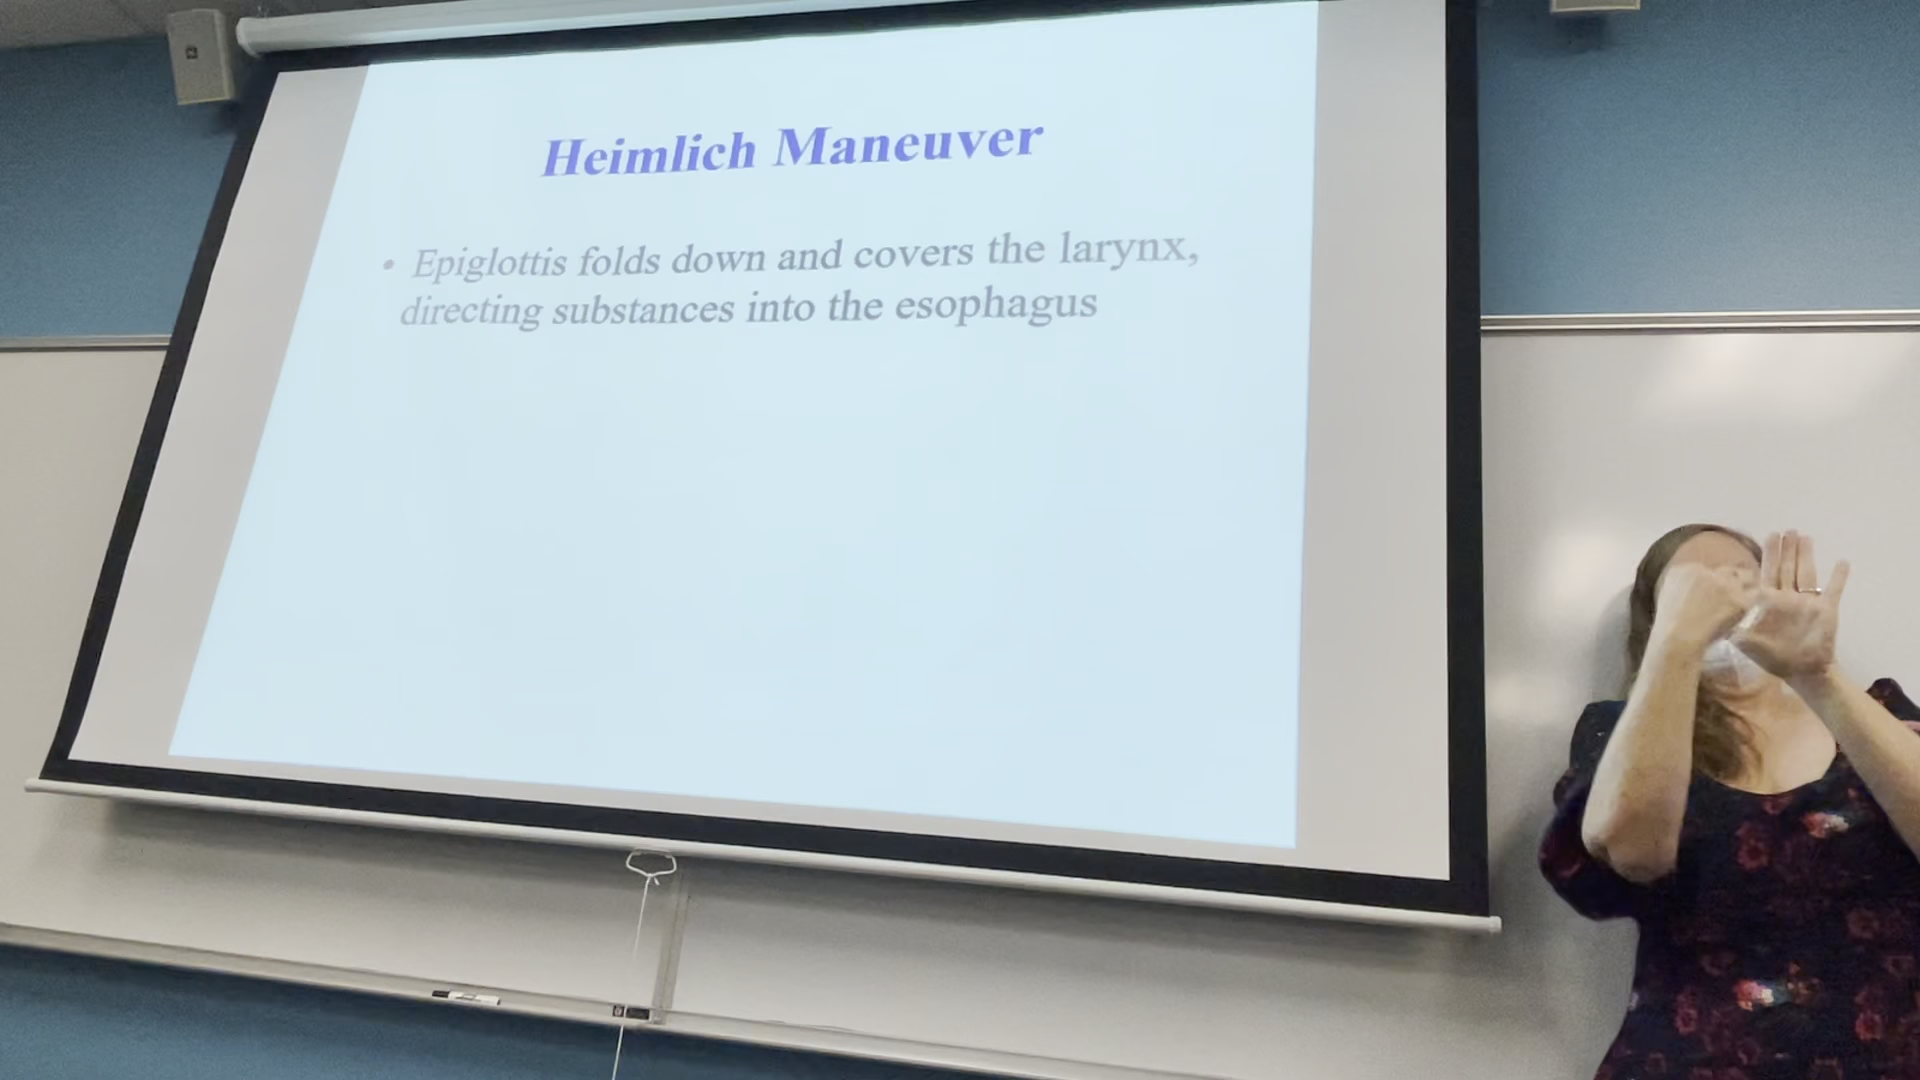 Heimlich Maneuver
• Epiglottis folds down and covers the larynx,
directing substances into the esophagus